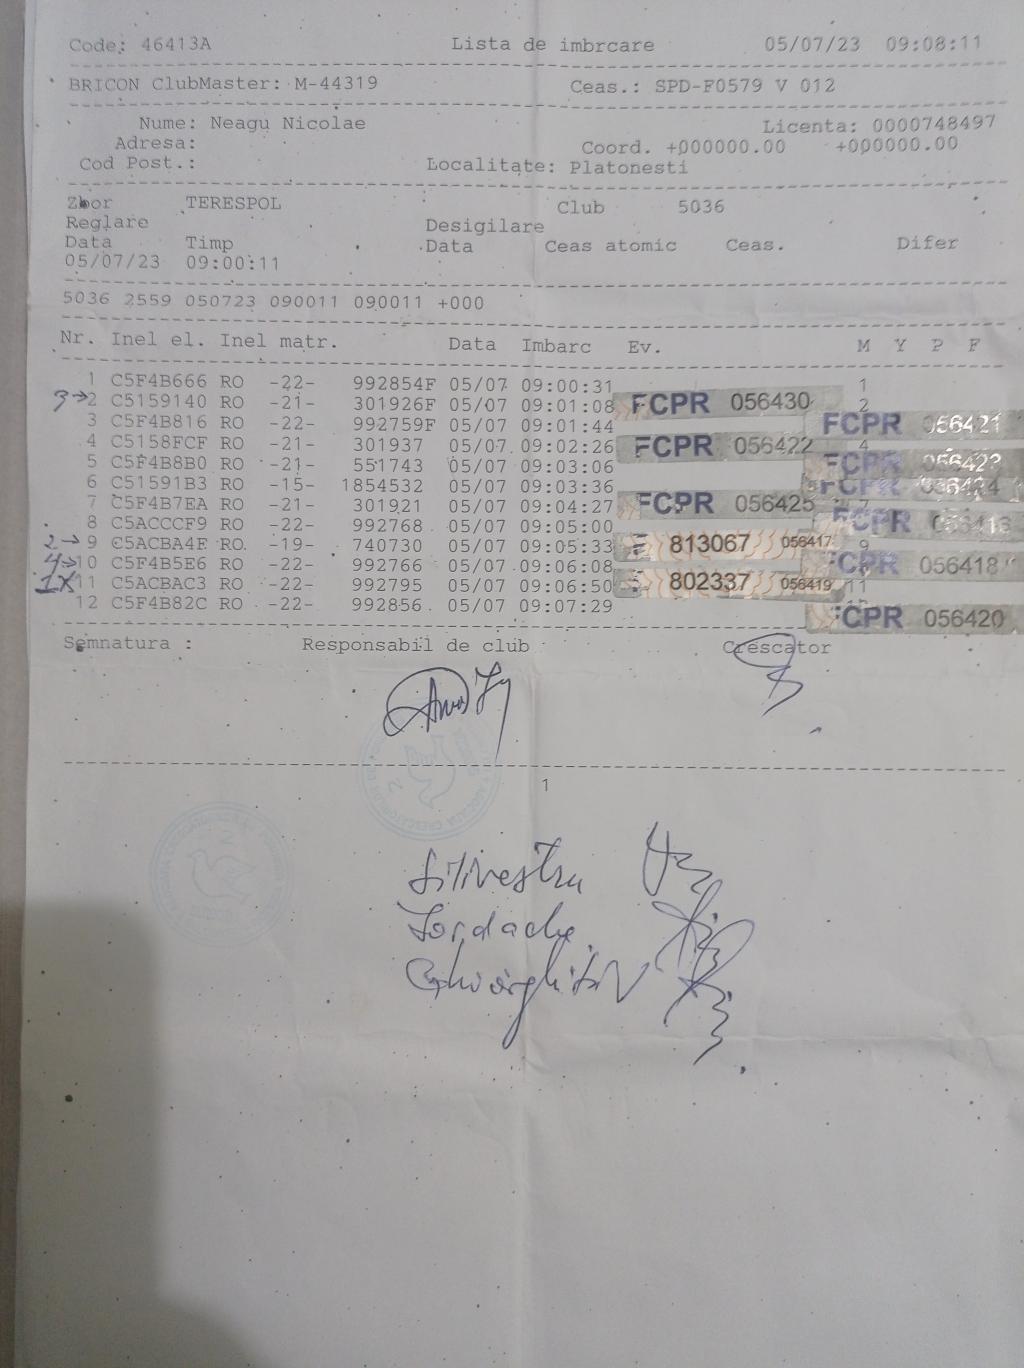 Code: 46413A Lista de imbrcare 05/07/23 09:08:11
BRICON ClubMaster: M-44319 Ceas.: SPD-F0579 V 012
Nume: Neagu Nicolae Licenta: 0000748497
Adresa: Coord. +000000.00 +000000.00
Cod Post.: Localitate: Platonesti
Zbor TERESPOL Club 5036
Reglare Desigilare
Data Timp Data Ceas atomic Ceas. Difer
05/07/23 09:00:11
5036 2559 050723 090011 090011 +000
Nr. Inel el. Inel matr. Data Imbarc Ev. M Y P F
1 C5F4B666 RO -22- 992854F 05/07 09:00:31 1
3→2 C5159140 RO -21- 301926F 05/07 09:01:08 FCPR 056430 2
3 C5F4B816 RO -22- 992759F 05/07 09:01:44 FCPR 056421
4 C5158FCF RO -21- 301937 05/07 09:02:26 FCPR 056422 4
5 C5F4B8B0 RO -21- 551743 05/07 09:03:06 FCPR 056423
6 C51591B3 RO -15- 1854532 05/07 09:03:36 FCPR 056424
7 C5F4B7EA RO -21- 301921 05/07 09:04:27 FCPR 056425 7
8 C5ACCCF9 RO -22- 992768 05/07 09:05:00 FCPR
2→9 C5ACBA4E RO -19- 740730 05/07 09:05:33 813067 056417 9
4→10 C5F4B5E6 RO -22- 992766 05/07 09:06:08 FCPR 056418
1X11 C5ACBAC3 RO -22- 992795 05/07 09:06:50 802337 056419 11
12 C5F4B82C RO -22- 992856 05/07 09:07:29 FCPR 056420
Semnatura : Responsabil de club Crescator
1
Silivestru
Iordache